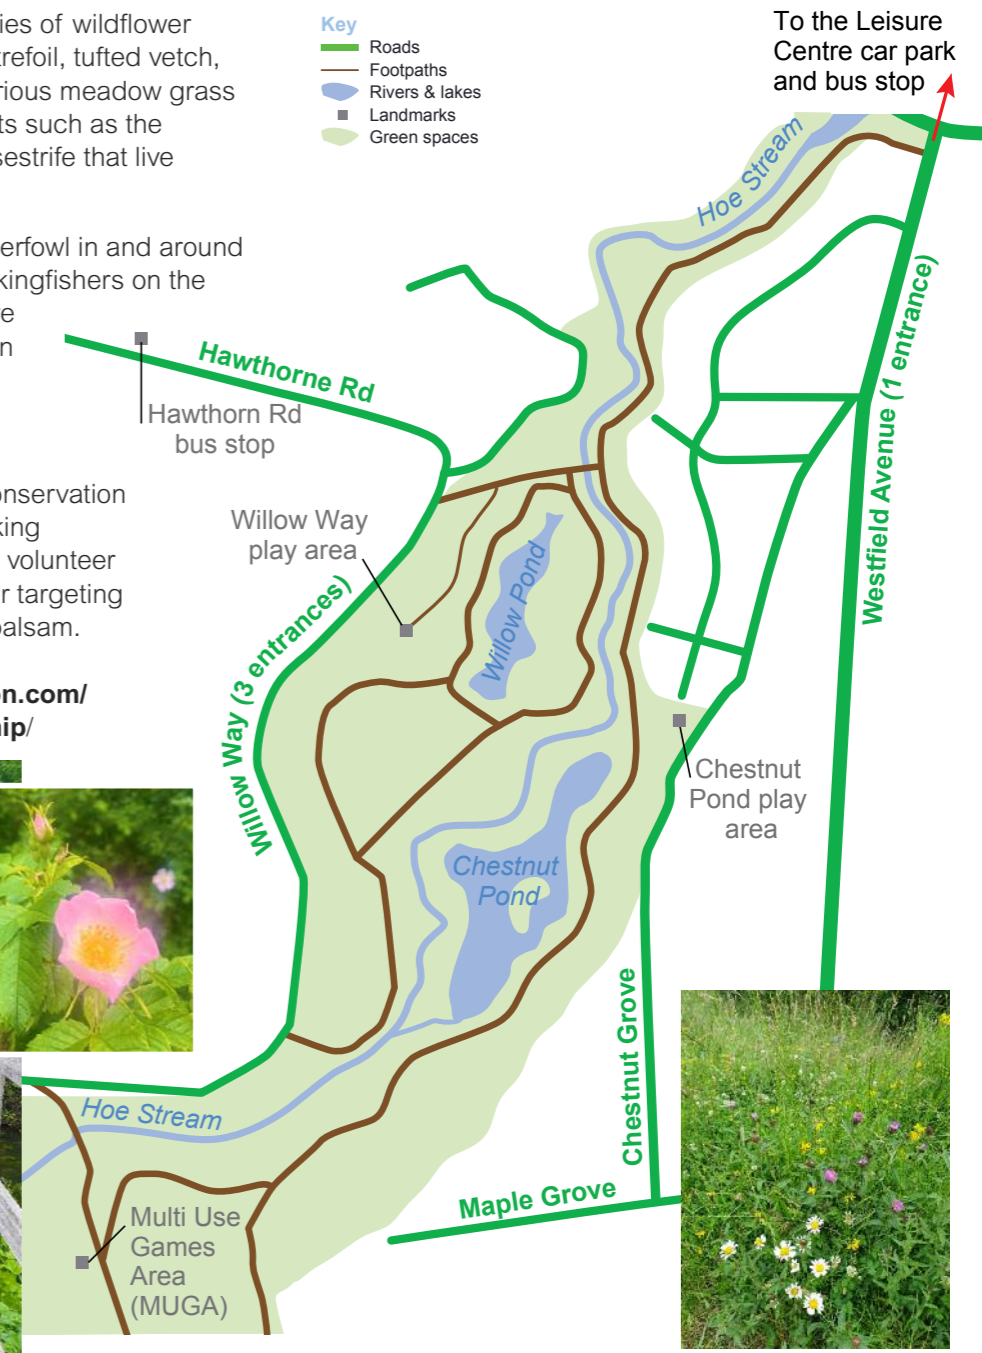 ies of wildflower
refoil, tufted vetch,
rious meadow grass
ts such as the
sestrife that live
erfowl in and around
kingfishers on the
re
n
onservation
king
volunteer
r targeting
balsam.
on.com/
hip/
Key
Roads
Footpaths
Rivers & lakes
Landmarks
Green spaces
To the Leisure
Centre car park
and bus stop
Hoe Stream
Hawthorne Rd
Hawthorn Rd
bus stop
Westfield Avenue (1 entrance)
Willow Way
play area
Willow Pond
Willow Way (3 entrances)
Chestnut
Pond play
area
Chestnut
Pond
Chestnut Grove
Hoe Stream
Maple Grove
Multi Use
Games
Area
(MUGA)